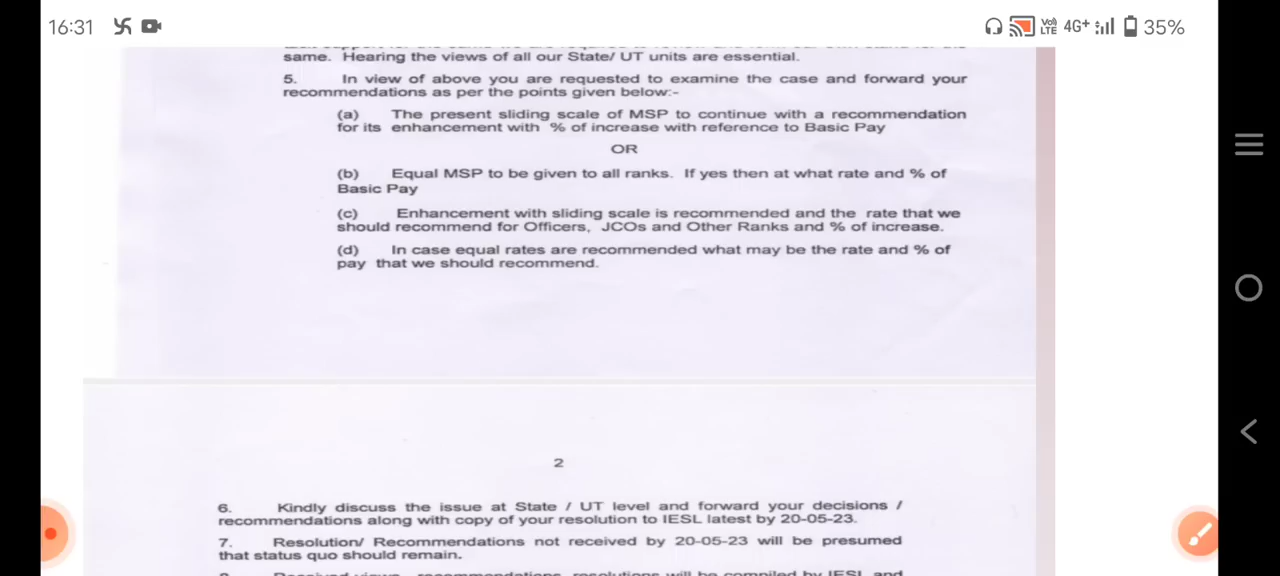 16:31
Vo)) LTE 4G+ 35%
same. Hearing the views of all our State/ UT units are essential.
5. In view of above you are requested to examine the case and forward your
recommendations as per the points given below:-
(a) The present sliding scale of MSP to continue with a recommendation
for its enhancement with % of increase with reference to Basic Pay
OR
(b) Equal MSP to be given to all ranks. If yes then at what rate and % of
Basic Pay
(c) Enhancement with sliding scale is recommended and the rate that we
should recommend for Officers, JCOs and Other Ranks and % of increase.
(d) In case equal rates are recommended what may be the rate and % of
pay that we should recommend.
2
6. Kindly discuss the issue at State / UT level and forward your decisions /
recommendations along with copy of your resolution to IESL latest by 20-05-23.
7. Resolution/ Recommendations not received by 20-05-23 will be presumed
that status quo should remain.